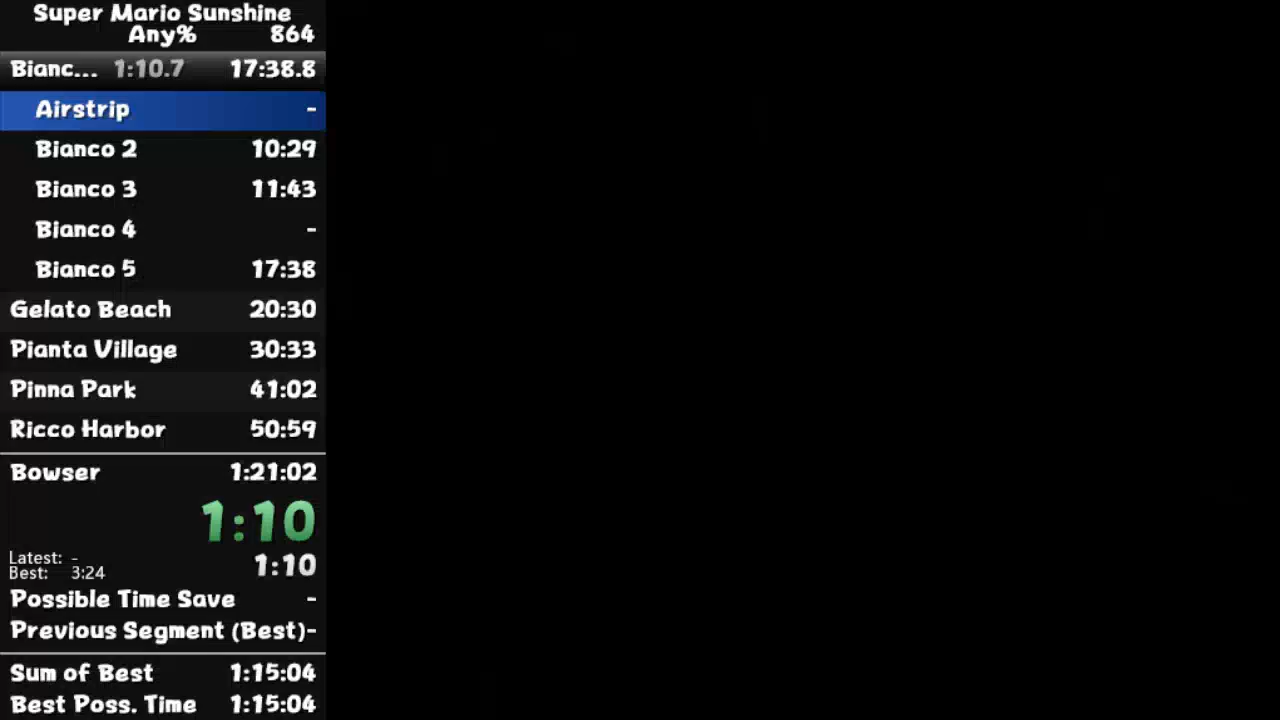 Super Mario Sunshine
Any% 864
Bianc... 1:10.7 17:38.8
Airstrip -
Bianco 2 10:29
Bianco 3 11:43
Bianco 4 -
Bianco 5 17:38
Gelato Beach 20:30
Pianta Village 30:33
Pinna Park 41:02
Ricco Harbor 50:59
Bowser 1:21:02
1:10
Latest: -
Best: 3:24 1:10
Possible Time Save -
Previous Segment (Best)-
Sum of Best 1:15:04
Best Poss. Time 1:15:04